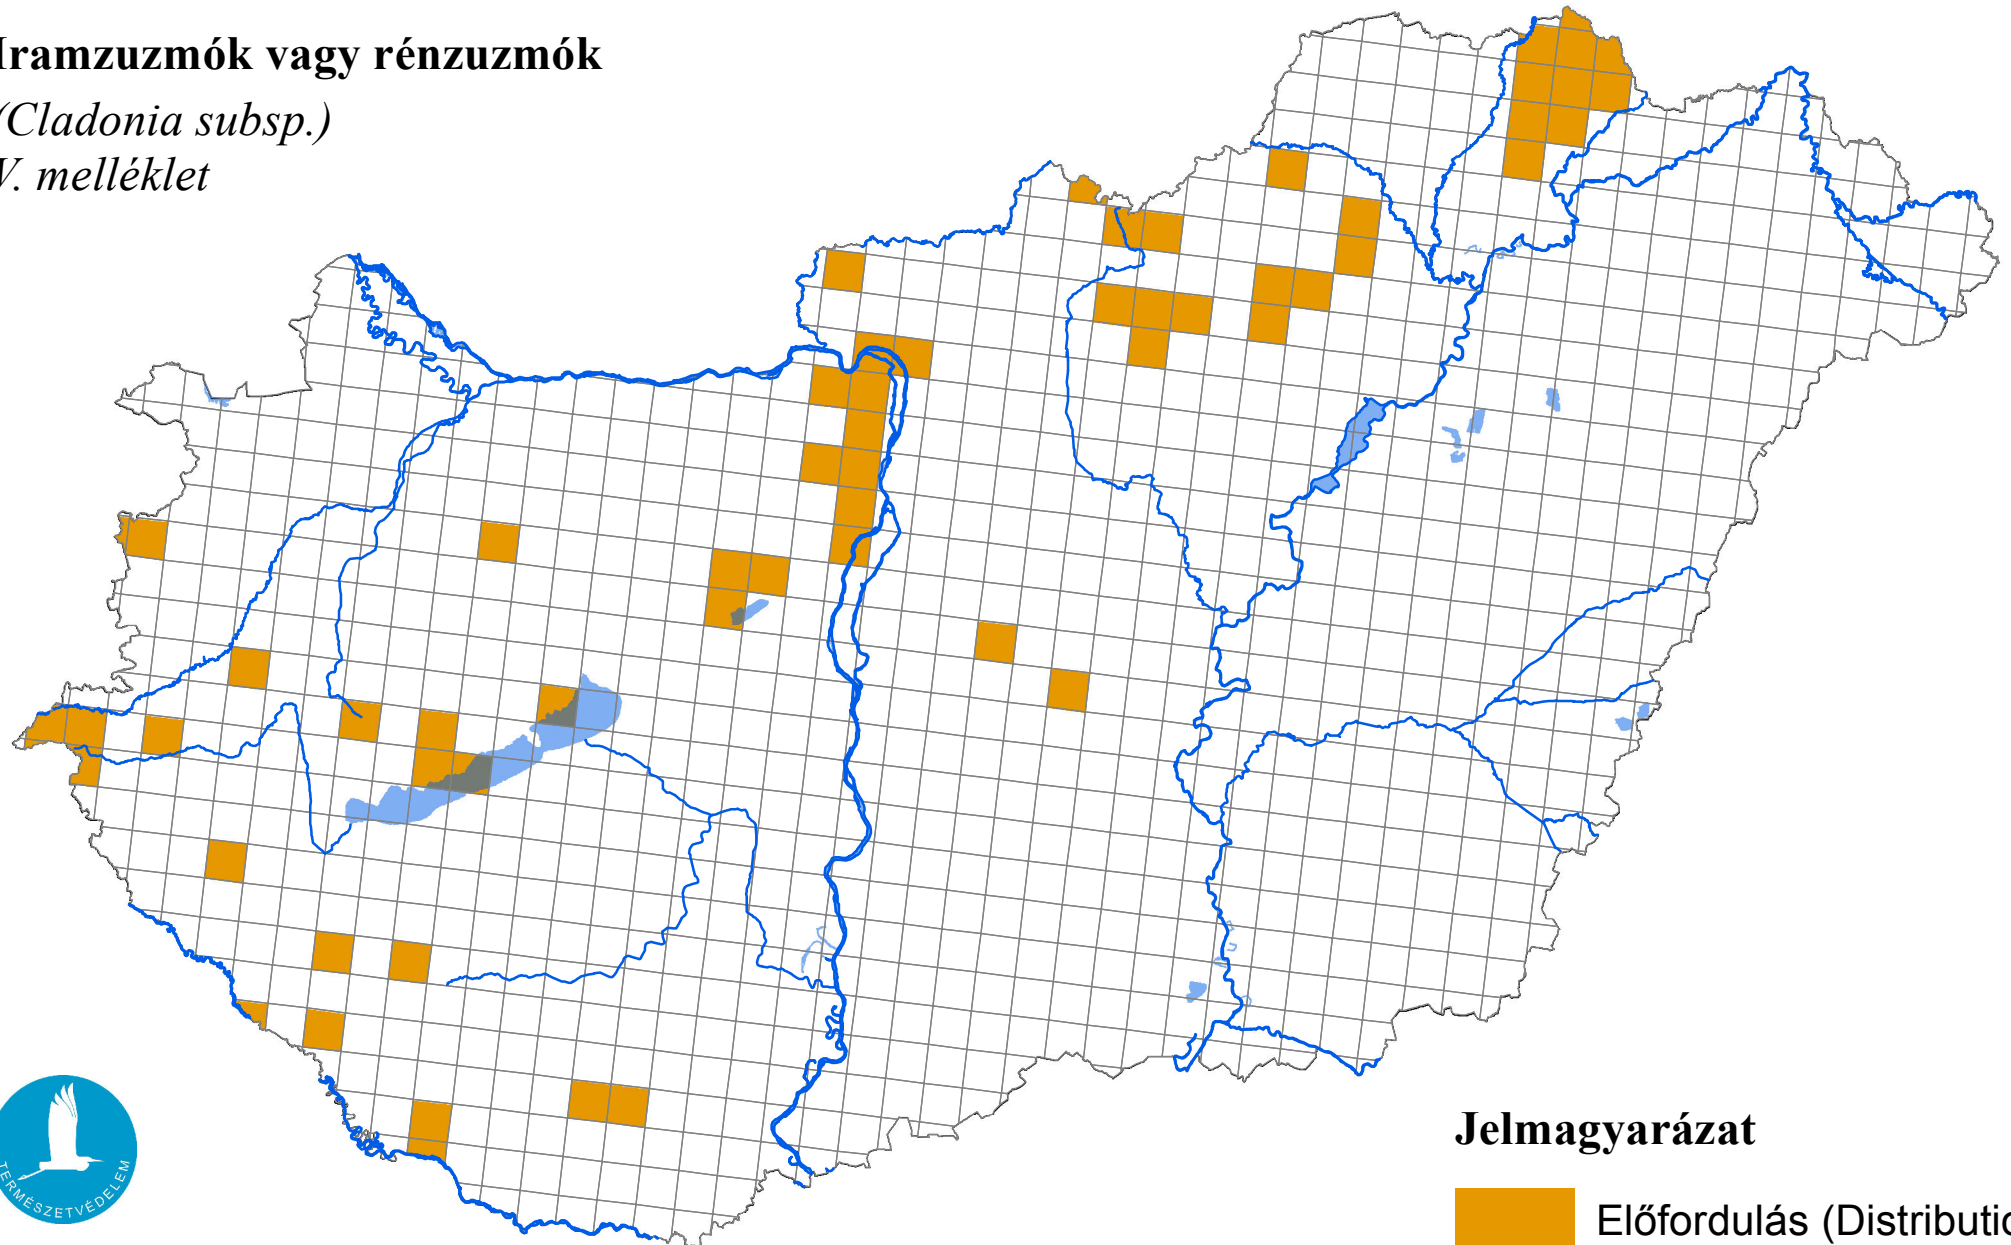 Iramzuzmók vagy rénzuzmók
(Cladonia subsp.)
V. melléklet
TERMÉSZETVÉDELEM
Jelmagyarázat
Előfordulás (Distributio